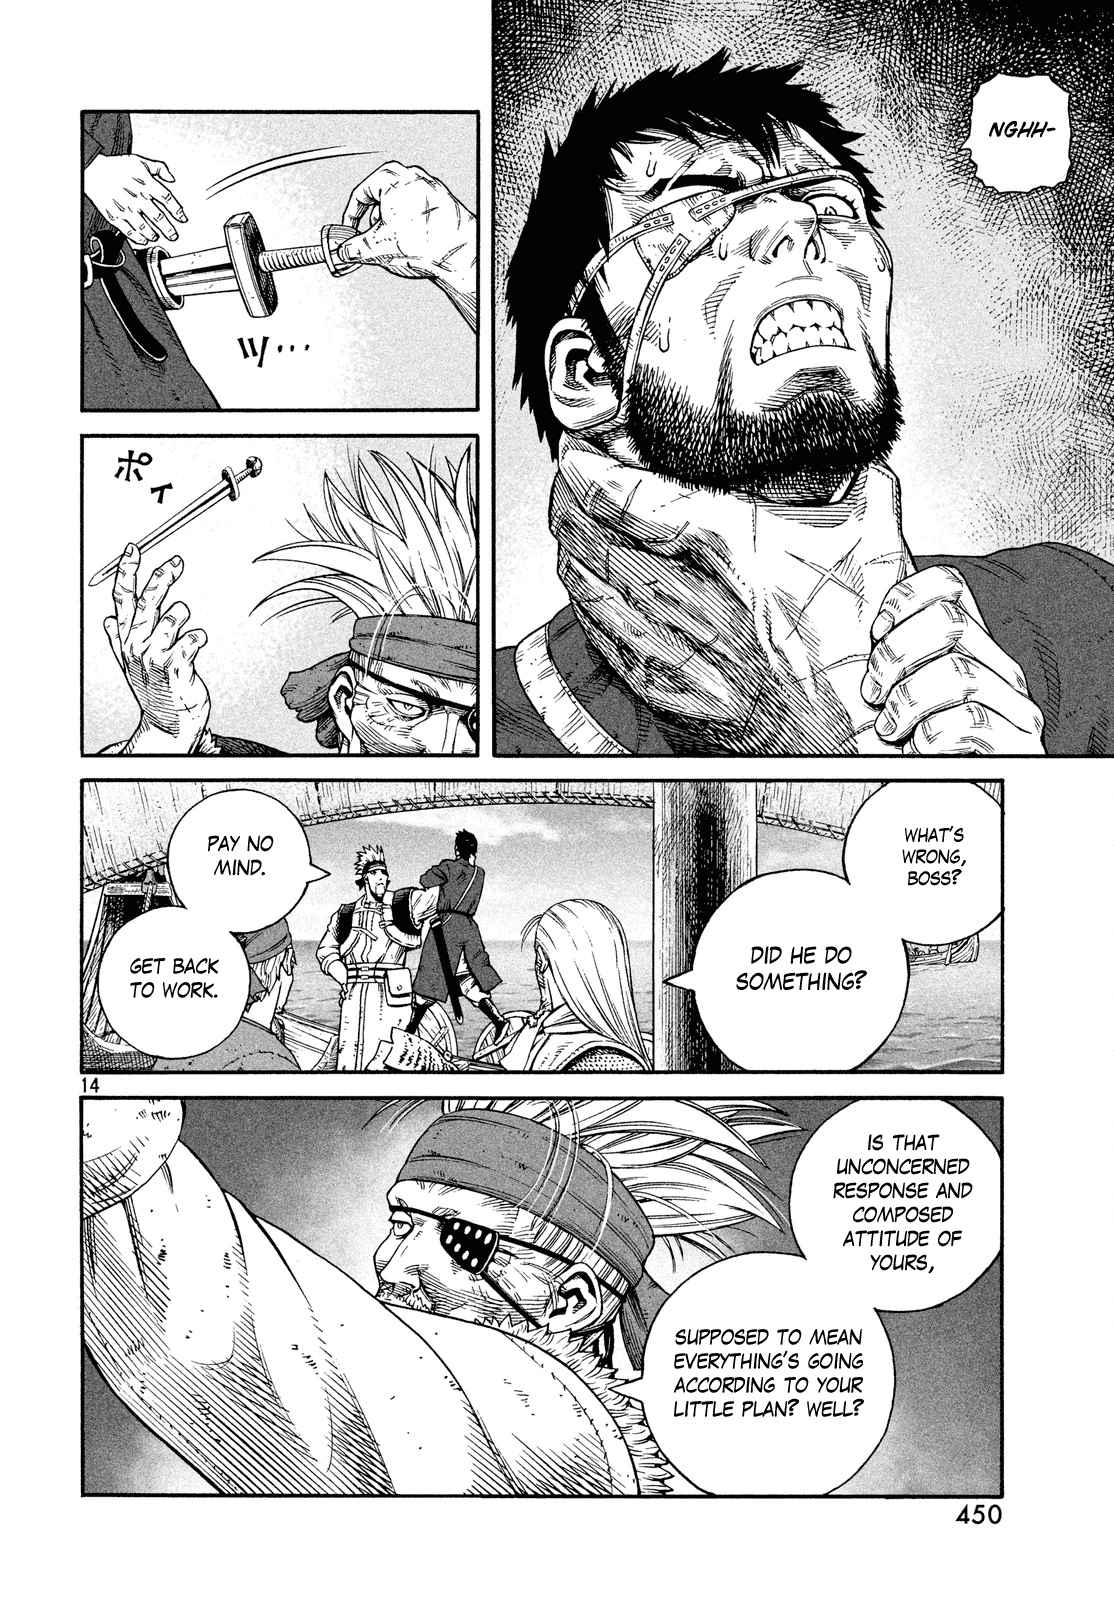 NGHH-
ツ...
ポイ
WHAT'S
WRONG,
BOSS?
DID HE DO
SOMETHING?
PAY NO
MIND.
GET BACK
TO WORK.
14
IS THAT
UNCONCERNED
RESPONSE AND
COMPOSED
ATTITUDE OF
YOURS,
SUPPOSED TO MEAN
EVERYTHING'S GOING
ACCORDING TO YOUR
LITTLE PLAN? WELL?
450